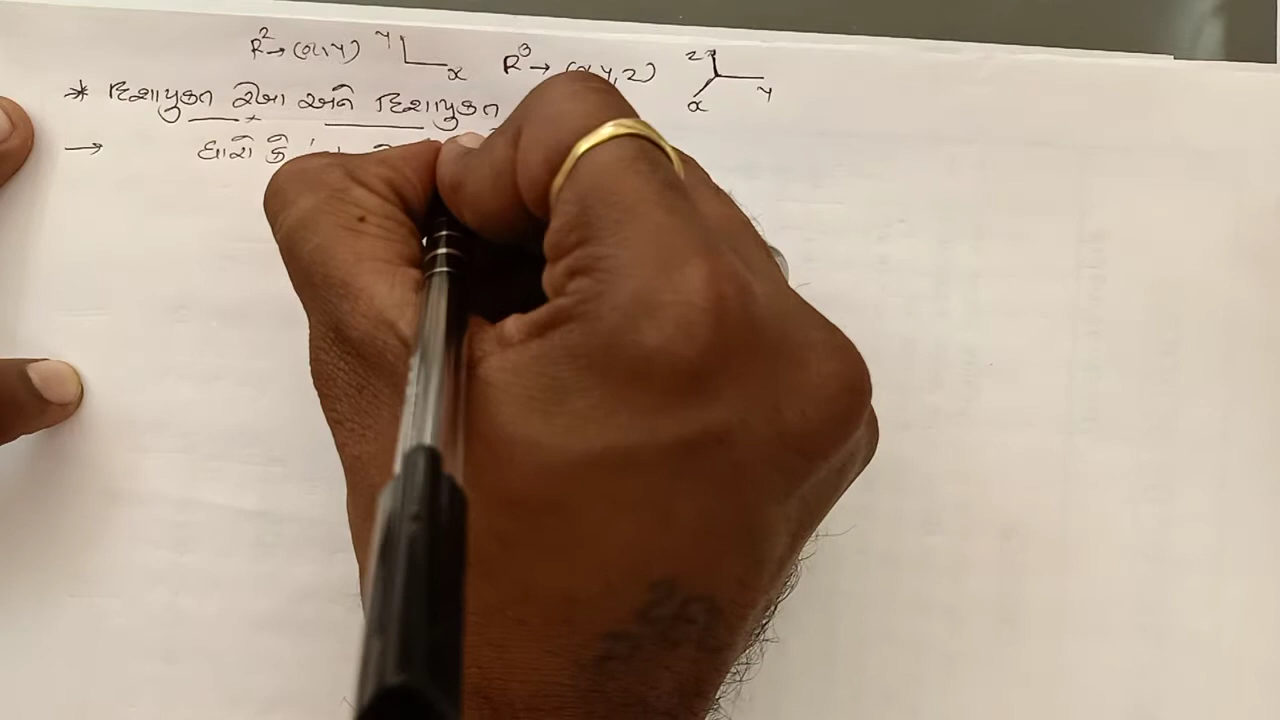 R² → (x, y) y x R³ → (x, y, z) z y x
* દિશાયુક્ત રેખા અને દિશાયુક્ત
→ ધારો કે